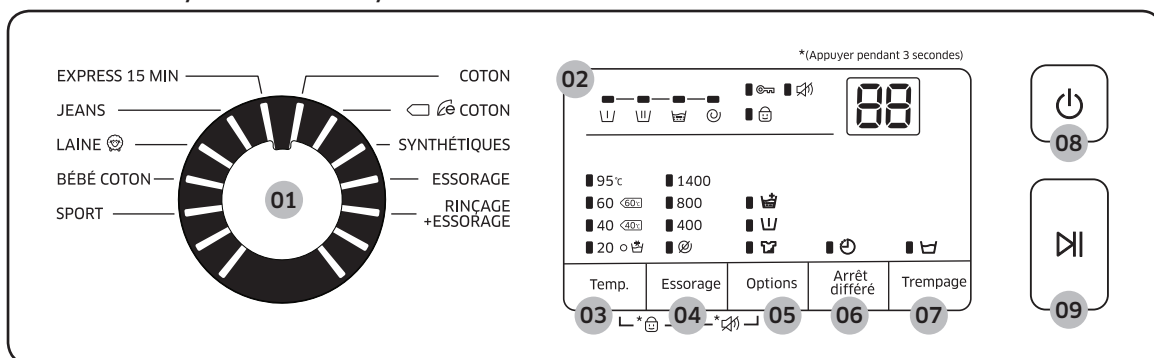 *(Appuyer pendant 3 secondes)
EXPRESS 15 MIN
JEANS
LAINE
BÉBÉ COTON
SPORT
01
COTON
COTON
SYNTHÉTIQUES
ESSORAGE
RINÇAGE
+ESSORAGE
02
88
95℃ 1400
60 60℃ 800
40 40℃ 400
20
Temp. Essorage Options Arrêt différé Trempage
03 04 05 06 07
* *
08
09